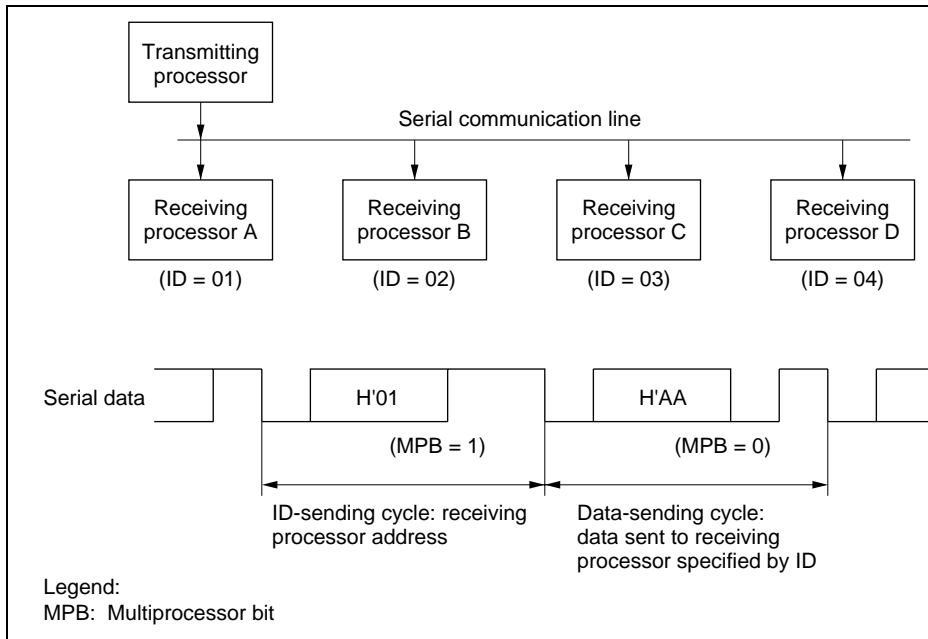 Transmitting
processor
Serial communication line
Receiving
processor A
Receiving
processor B
Receiving
processor C
Receiving
processor D
(ID = 01)
(ID = 02)
(ID = 03)
(ID = 04)
Serial data
H'01
H'AA
(MPB = 1)
(MPB = 0)
ID-sending cycle: receiving
processor address
Data-sending cycle:
data sent to receiving
processor specified by ID
Legend:
MPB: Multiprocessor bit